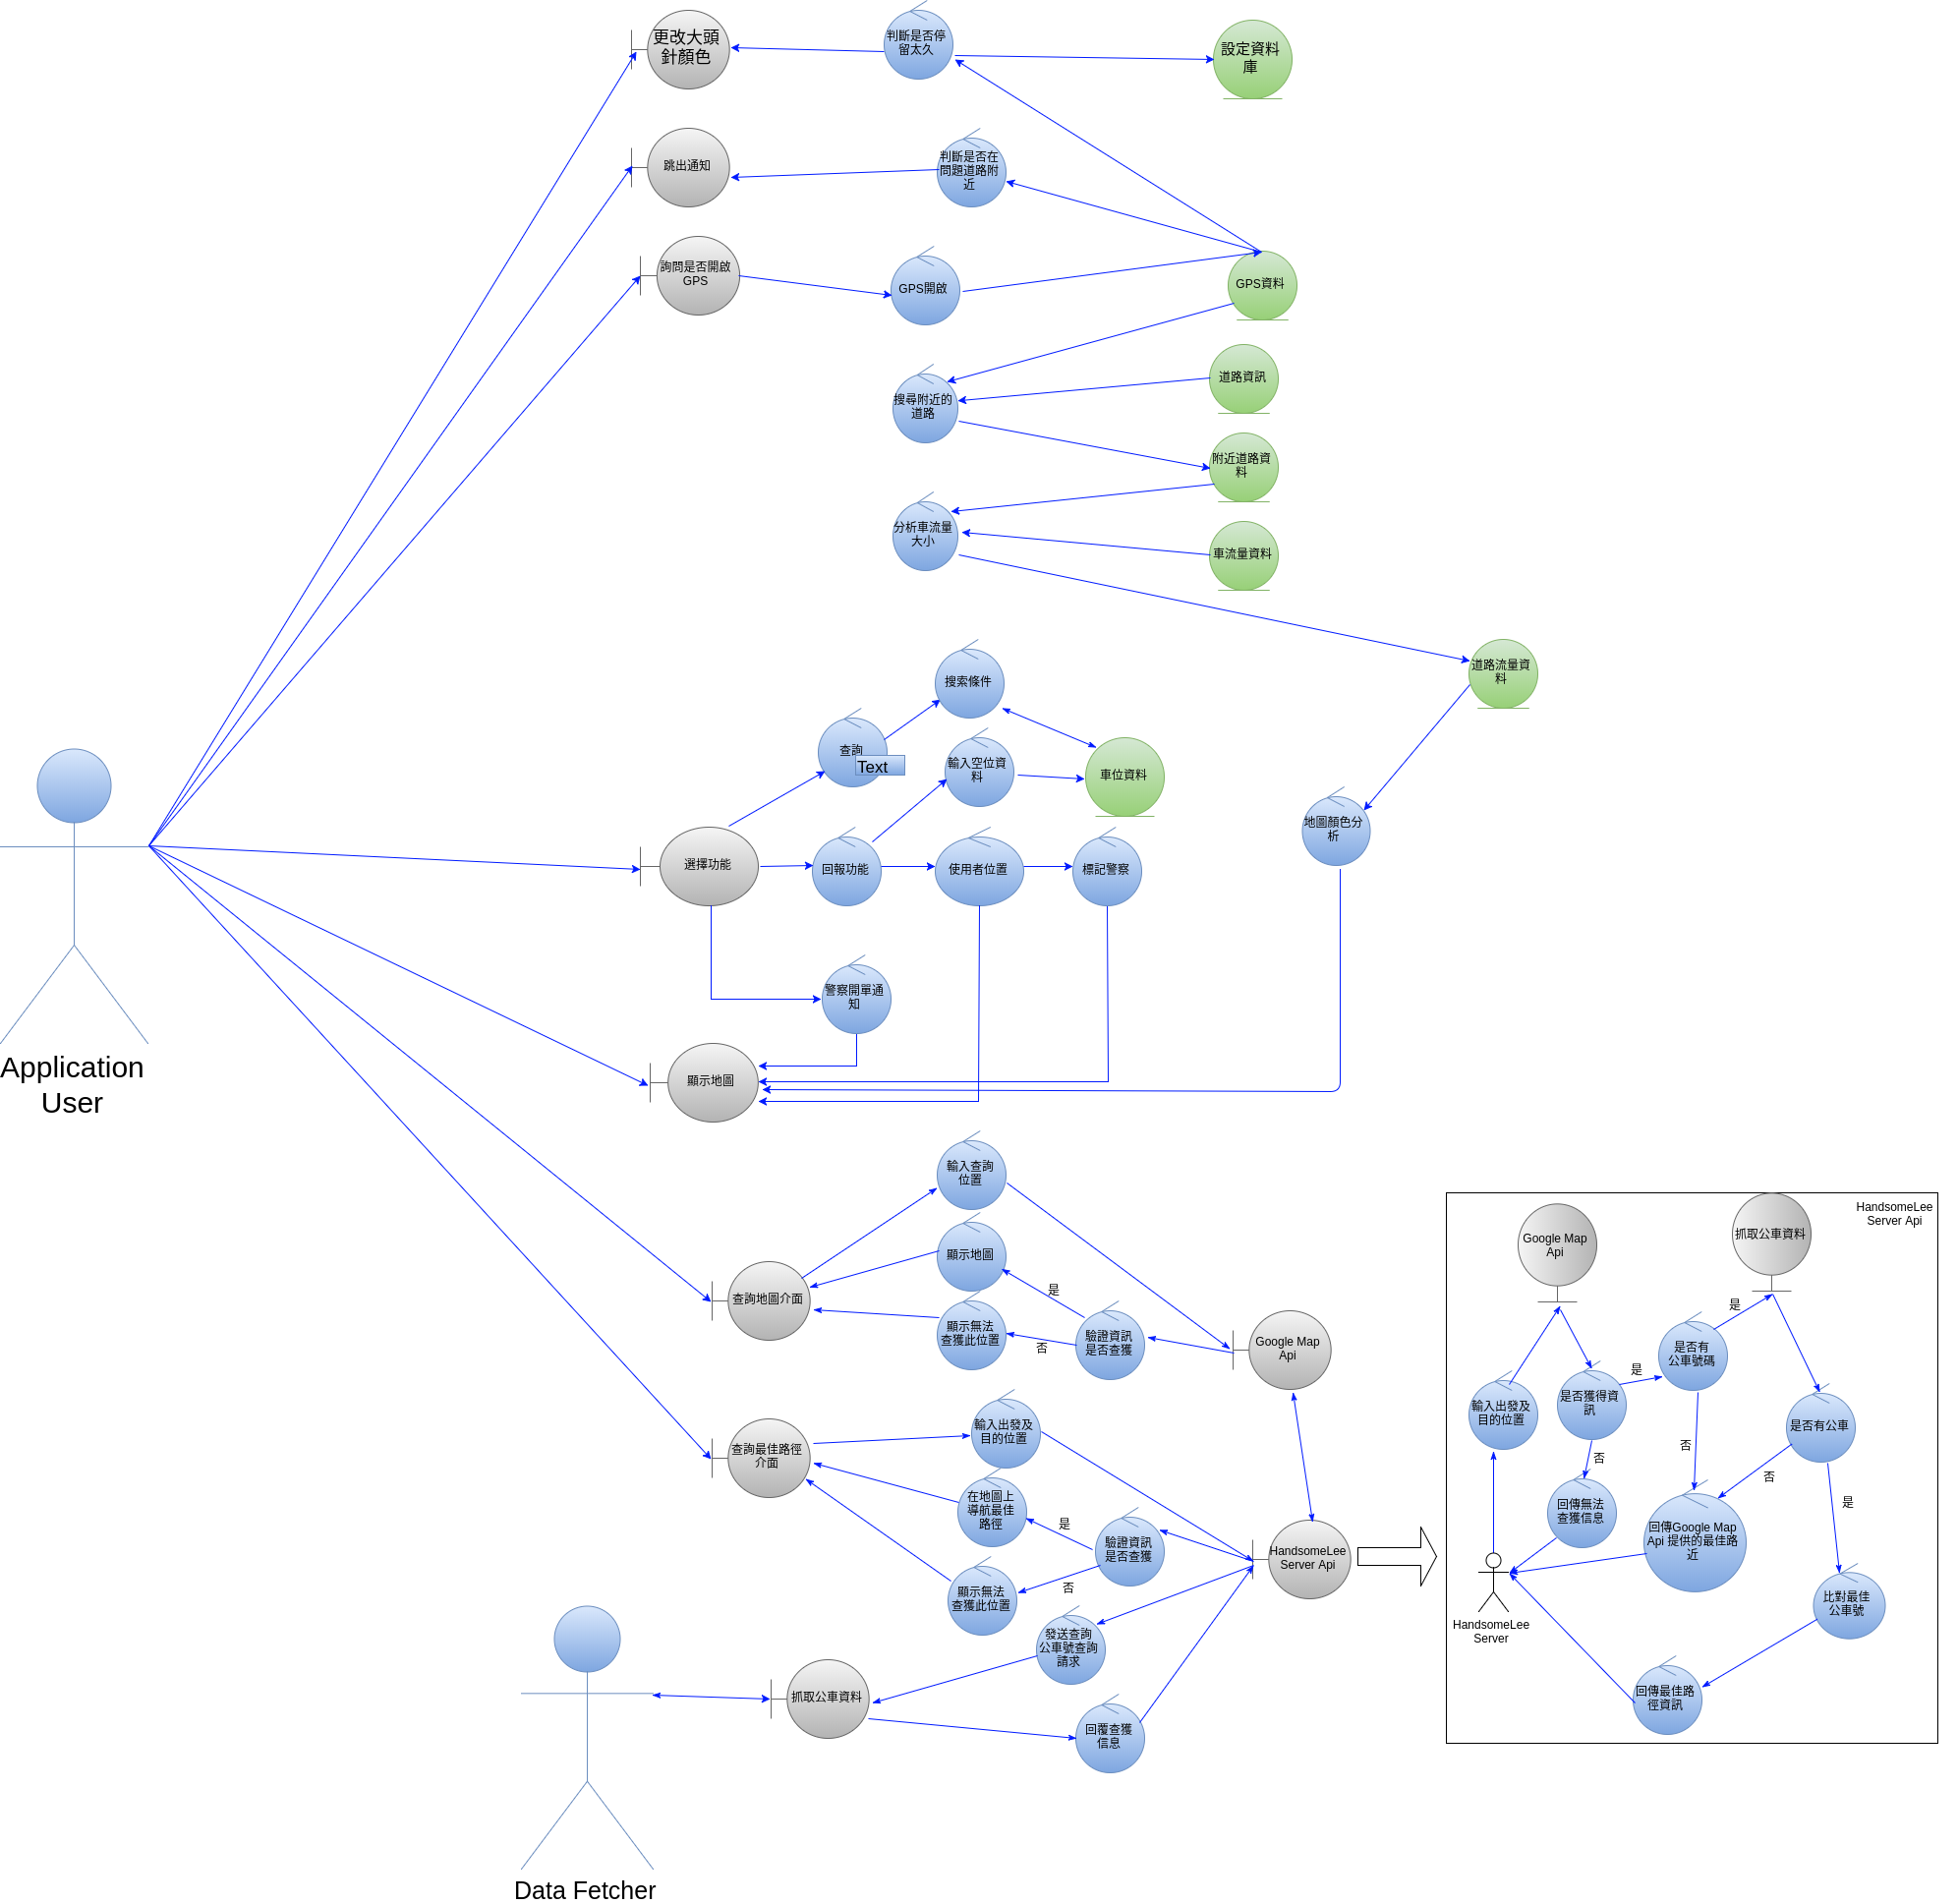 更改大頭
針顏色
判斷是否停
留太久
設定資料
庫
跳出通知
判斷是否在
問題道路附
近
詢問是否開啟
GPS
GPS開啟
GPS資料
搜尋附近的
道路
道路資訊
附近道路資
料
分析車流量
大小
車流量資料
道路流量資
料
搜索條件
查詢
Text
輸入空位資
料
車位資料
地圖顏色分
析
選擇功能
回報功能
使用者位置
標記警察
警察開單通
知
Application
User
顯示地圖
輸入查詢
位置
顯示地圖
是
查詢地圖介面
顯示無法
查獲此位置
否
驗證資訊
是否查獲
Google Map
Api
查詢最佳路徑
介面
輸入出發及
目的位置
在地圖上
導航最佳
路徑
是
驗證資訊
是否查獲
否
顯示無法
查獲此位置
HandsomeLee
Server Api
發送查詢
公車號查詢
請求
抓取公車資料
回覆查獲
信息
Data Fetcher
HandsomeLee
Server Api
Google Map
Api
抓取公車資料
是
是否有
公車號碼
是
輸入出發及
目的位置
是否獲得資
訊
是否有公車
否
否
否
是
回傳無法
查獲信息
回傳Google Map
Api 提供的最佳路
近
HandsomeLee
Server
比對最佳
公車號
回傳最佳路
徑資訊